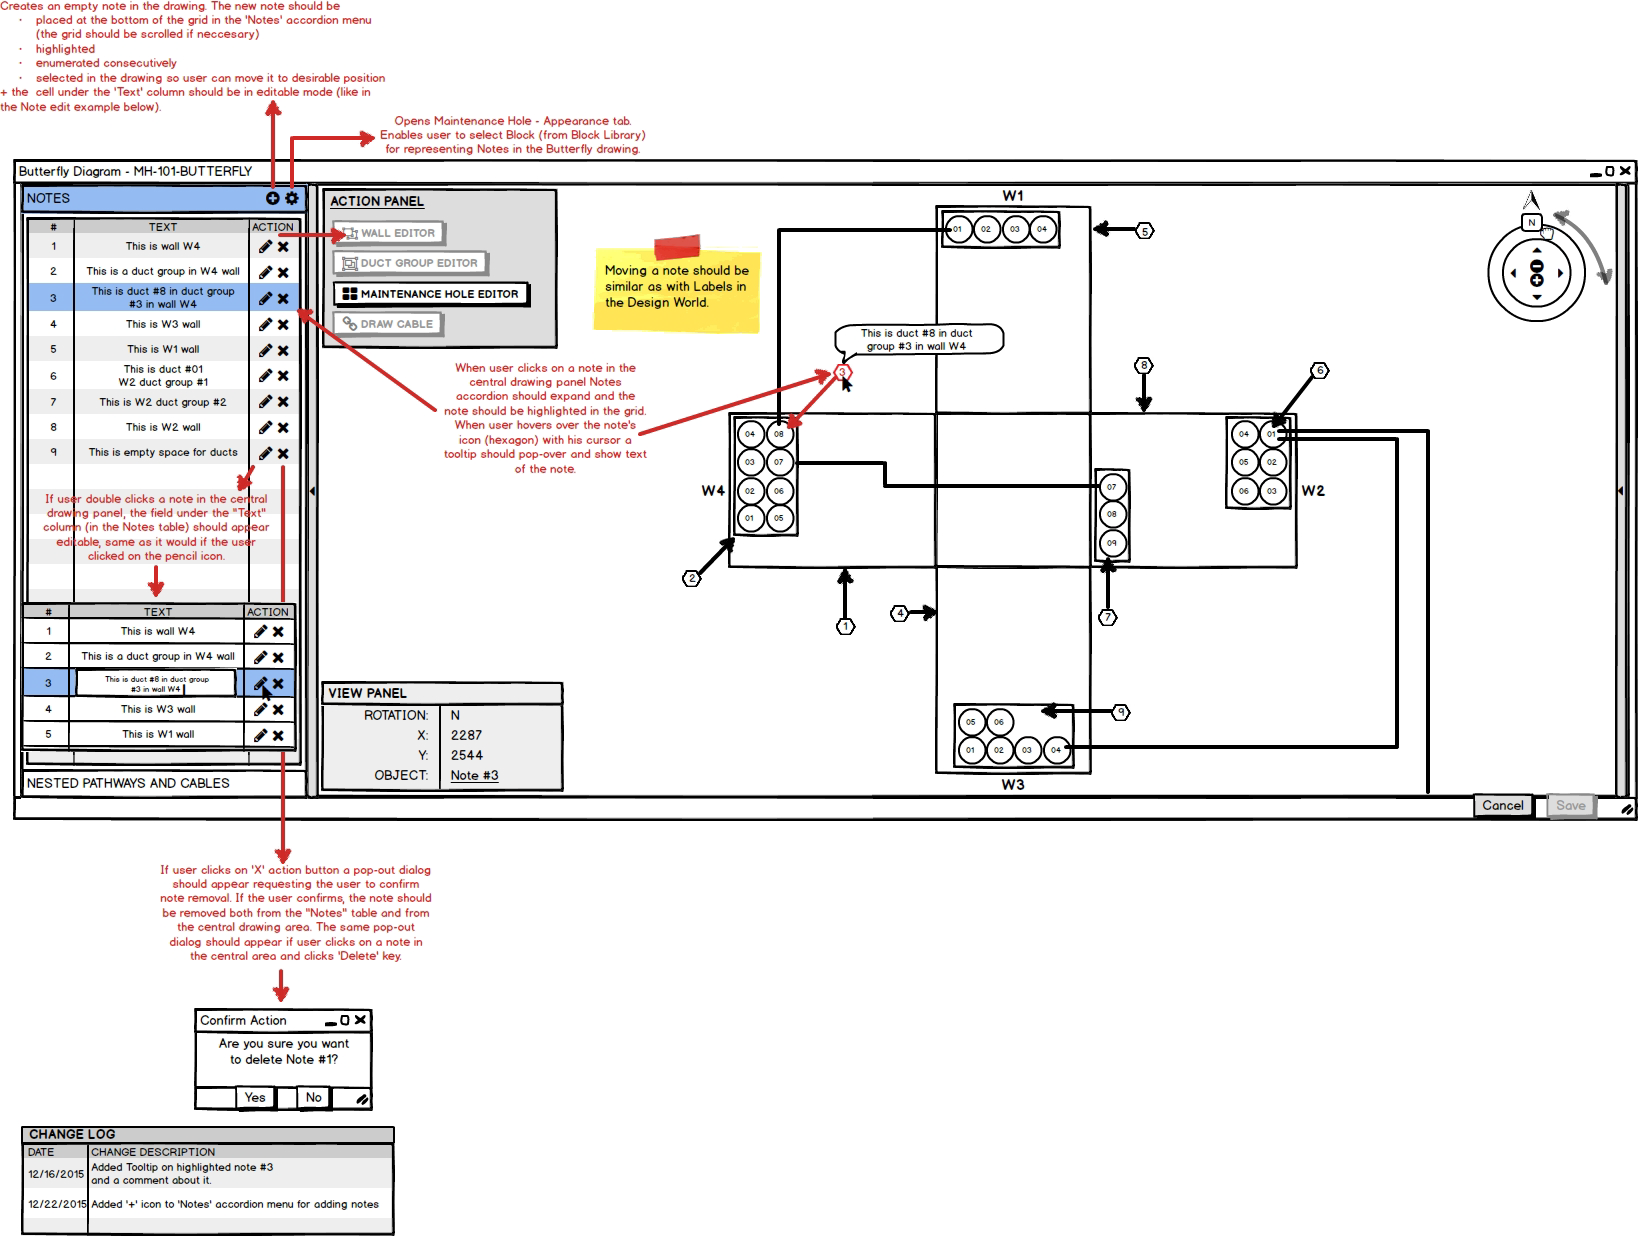 Creates an empty note in the drawing. The new note should be
· placed at the bottom of the grid in the 'Notes' accordion menu
(the grid should be scrolled if neccesary)
· highlighted
· enumerated consecutively
· selected in the drawing so user can move it to desirable position
+ the cell under the 'Text' column should be in editable mode (like in
the Note edit example below).
Opens Maintenance Hole - Appearance tab.
Enables user to select Block (from Block Library)
for representing Notes in the Butterfly drawing.
Butterfly Diagram - MH-101-BUTTERFLY
NOTES
# TEXT ACTION
1 This is wall W4
2 This is a duct group in W4 wall
3 This is duct #8 in duct group
#3 in wall W4
4 This is W3 wall
5 This is W1 wall
6 This is duct #01
W2 duct group #1
7 This is W2 duct group #2
8 This is W2 wall
9 This is empty space for ducts
If user double clicks a note in the central
drawing panel, the field under the "Text"
column (in the Notes table) should appear
editable, same as it would if the user
clicked on the pencil icon.
# TEXT ACTION
1 This is wall W4
2 This is a duct group in W4 wall
3 This is duct #8 in duct group
#3 in wall W4
4 This is W3 wall
5 This is W1 wall
NESTED PATHWAYS AND CABLES
ACTION PANEL
WALL EDITOR
DUCT GROUP EDITOR
MAINTENANCE HOLE EDITOR
DRAW CABLE
Moving a note should be
similar as with Labels in
the Design World.
When user clicks on a note in the
central drawing panel Notes
accordion should expand and the
note should be highlighted in the grid.
When user hovers over the note's
icon (hexagon) with his cursor a
tooltip should pop-over and show text
of the note.
This is duct #8 in duct
group #3 in wall W4
3
W1
01 02 03 04
5
N
8
6
W4
04 08
03 07
02 06
01 05
2
1
4
07
08
09
7
04 01
05 02
06 03
W2
9
05 06
01 02 03 04
W3
VIEW PANEL
ROTATION: N
X: 2287
Y: 2544
OBJECT: Note #3
Cancel
Save
If user clicks on 'X' action button a pop-out dialog
should appear requesting the user to confirm
note removal. If the user confirms, the note should
be removed both from the "Notes" table and from
the central drawing area. The same pop-out
dialog should appear if user clicks on a note in
the central area and clicks 'Delete' key.
Confirm Action
Are you sure you want
to delete Note #1?
Yes
No
CHANGE LOG
DATE CHANGE DESCRIPTION
12/16/2015 Added Tooltip on highlighted note #3
and a comment about it.
12/22/2015 Added '+' icon to 'Notes' accordion menu for adding notes